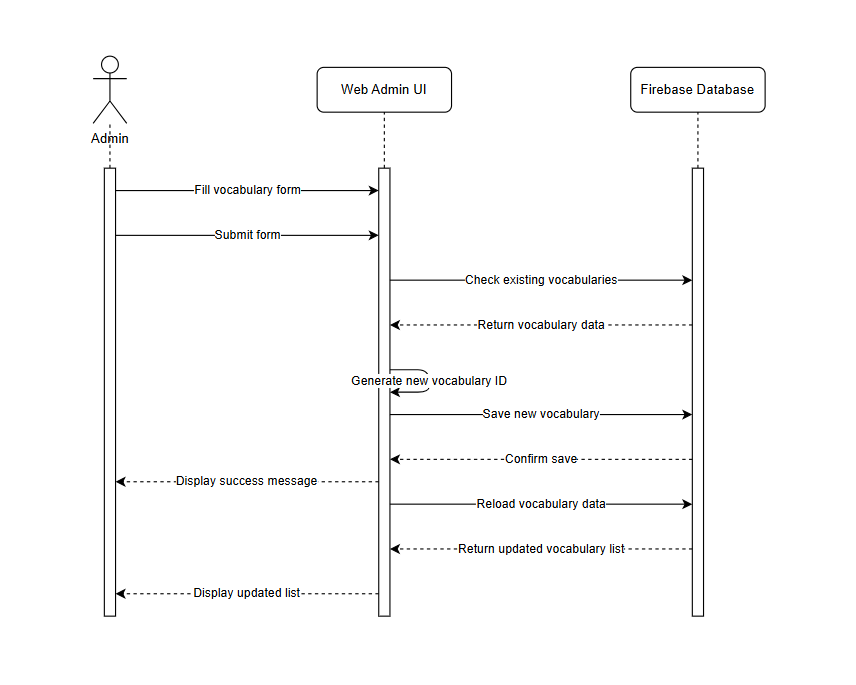 Web Admin UI
Firebase Database
Admin
Fill vocabulary form
Submit form
Check existing vocabularies
Return vocabulary data
Generate new vocabulary ID
Save new vocabulary
Confirm save
Display success message
Reload vocabulary data
Return updated vocabulary list
Display updated list